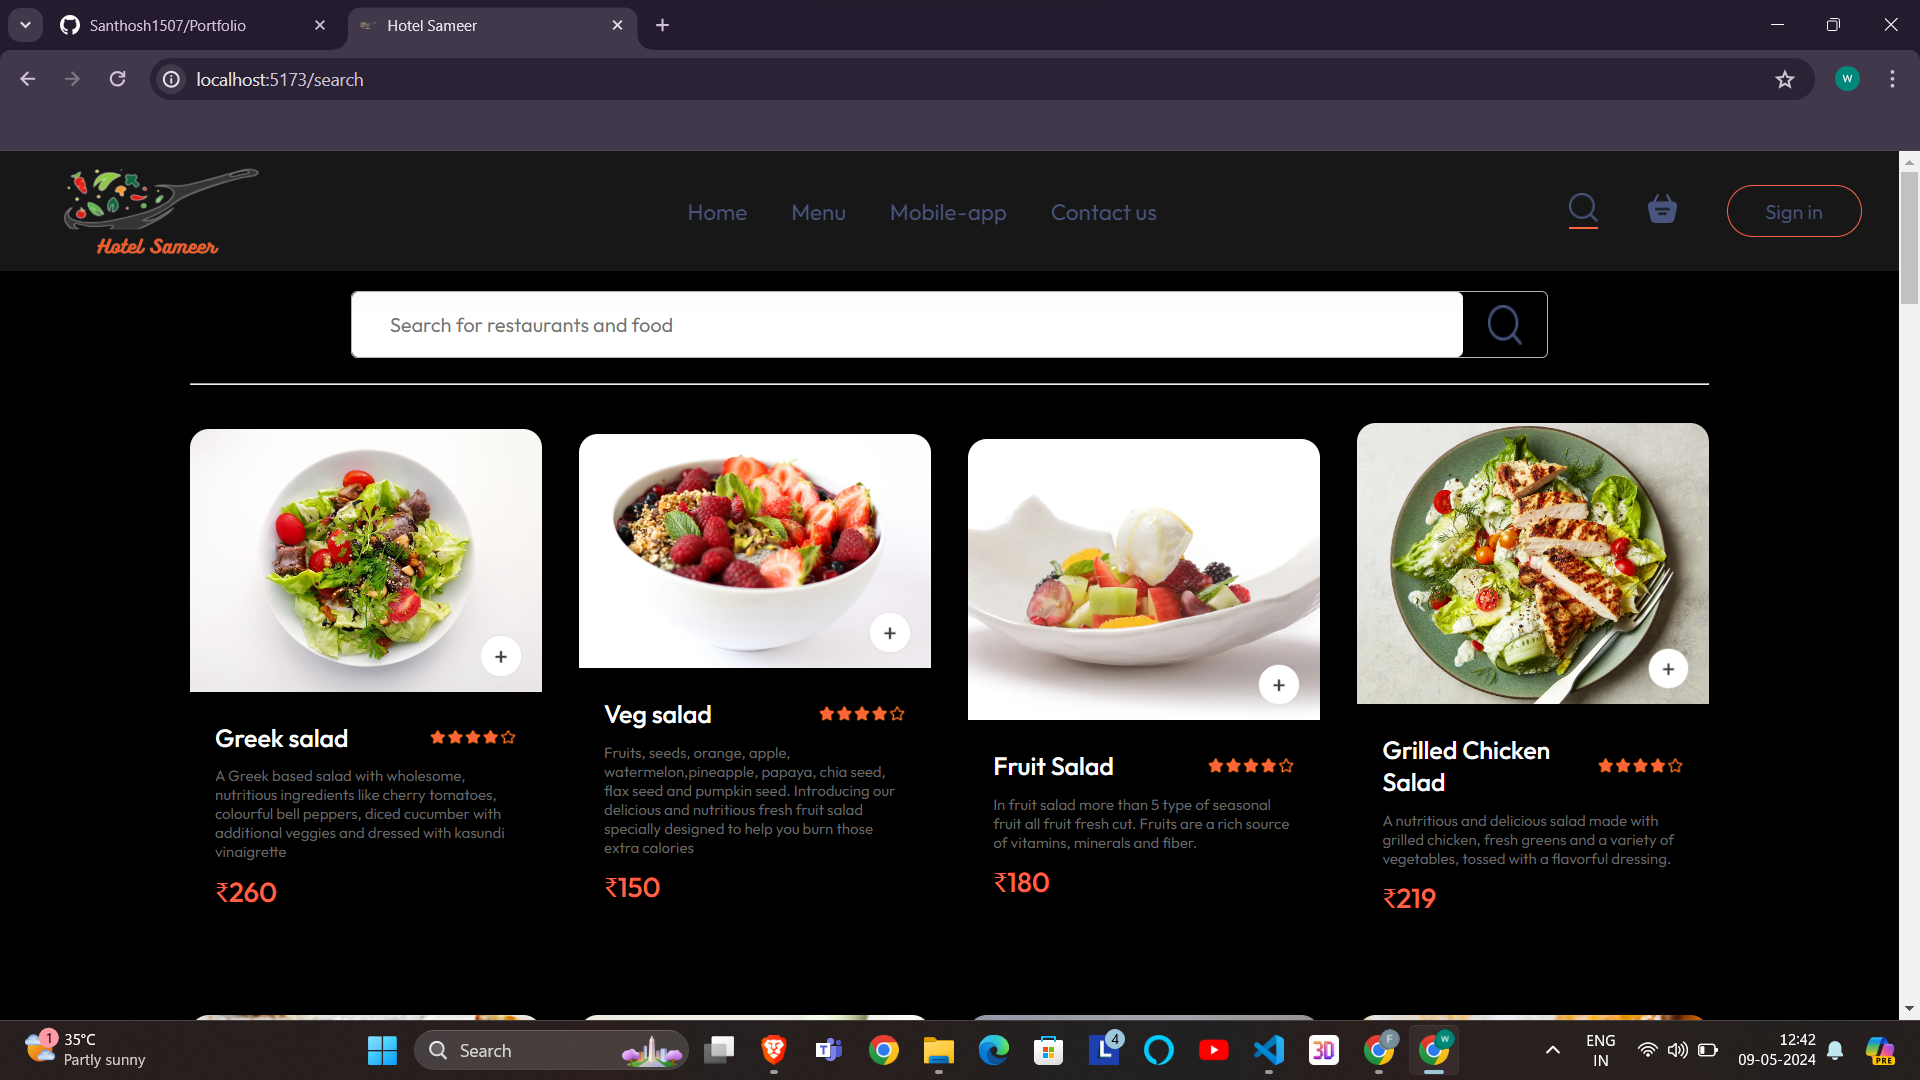 Santhosh1507/Portfolio
Hotel Sameer
localhost:5173/search
W
Hotel Sameer
Home
Menu
Mobile-app
Contact us
Sign in
Search for restaurants and food
+
+
+
+
Greek salad
A Greek based salad with wholesome,
nutritious ingredients like cherry tomatoes,
colourful bell peppers, diced cucumber with
additional veggies and dressed with kasundi
vinaigrette
₹260
Veg salad
Fruits, seeds, orange, apple,
watermelon,pineapple, papaya, chia seed,
flax seed and pumpkin seed. Introducing our
delicious and nutritious fresh fruit salad
specially designed to help you burn those
extra calories
₹150
Fruit Salad
In fruit salad more than 5 type of seasonal
fruit all fruit fresh cut. Fruits are a rich source
of vitamins, minerals and fiber.
₹180
Grilled Chicken
Salad
A nutritious and delicious salad made with
grilled chicken, fresh greens and a variety of
vegetables, tossed with a flavorful dressing.
₹219
1
35°C
Partly sunny
Search
T
L
4
3D
F
W
ENG
IN
12:42
09-05-2024
PRE